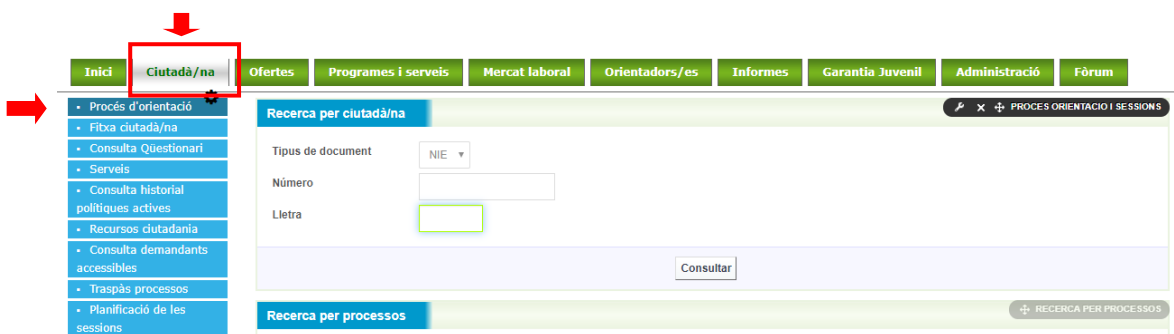 Inici Ciutadà/na Ofertes Programes i serveis Mercat laboral Orientadors/es Informes Garantia Juvenil Administració Fòrum
Procés d'orientació
Fitxa ciutadà/na
Consulta Qüestionari
Serveis
Consulta historial
polítiques actives
Recursos ciutadania
Consulta demandants
accessibles
Traspàs processos
Planificació de les
sessions
Recerca per ciutadà/na
PROCES ORIENTACIO I SESSIONS
Tipus de document NIE
Número
Lletra
Consultar
Recerca per processos
RECERCA PER PROCESSOS